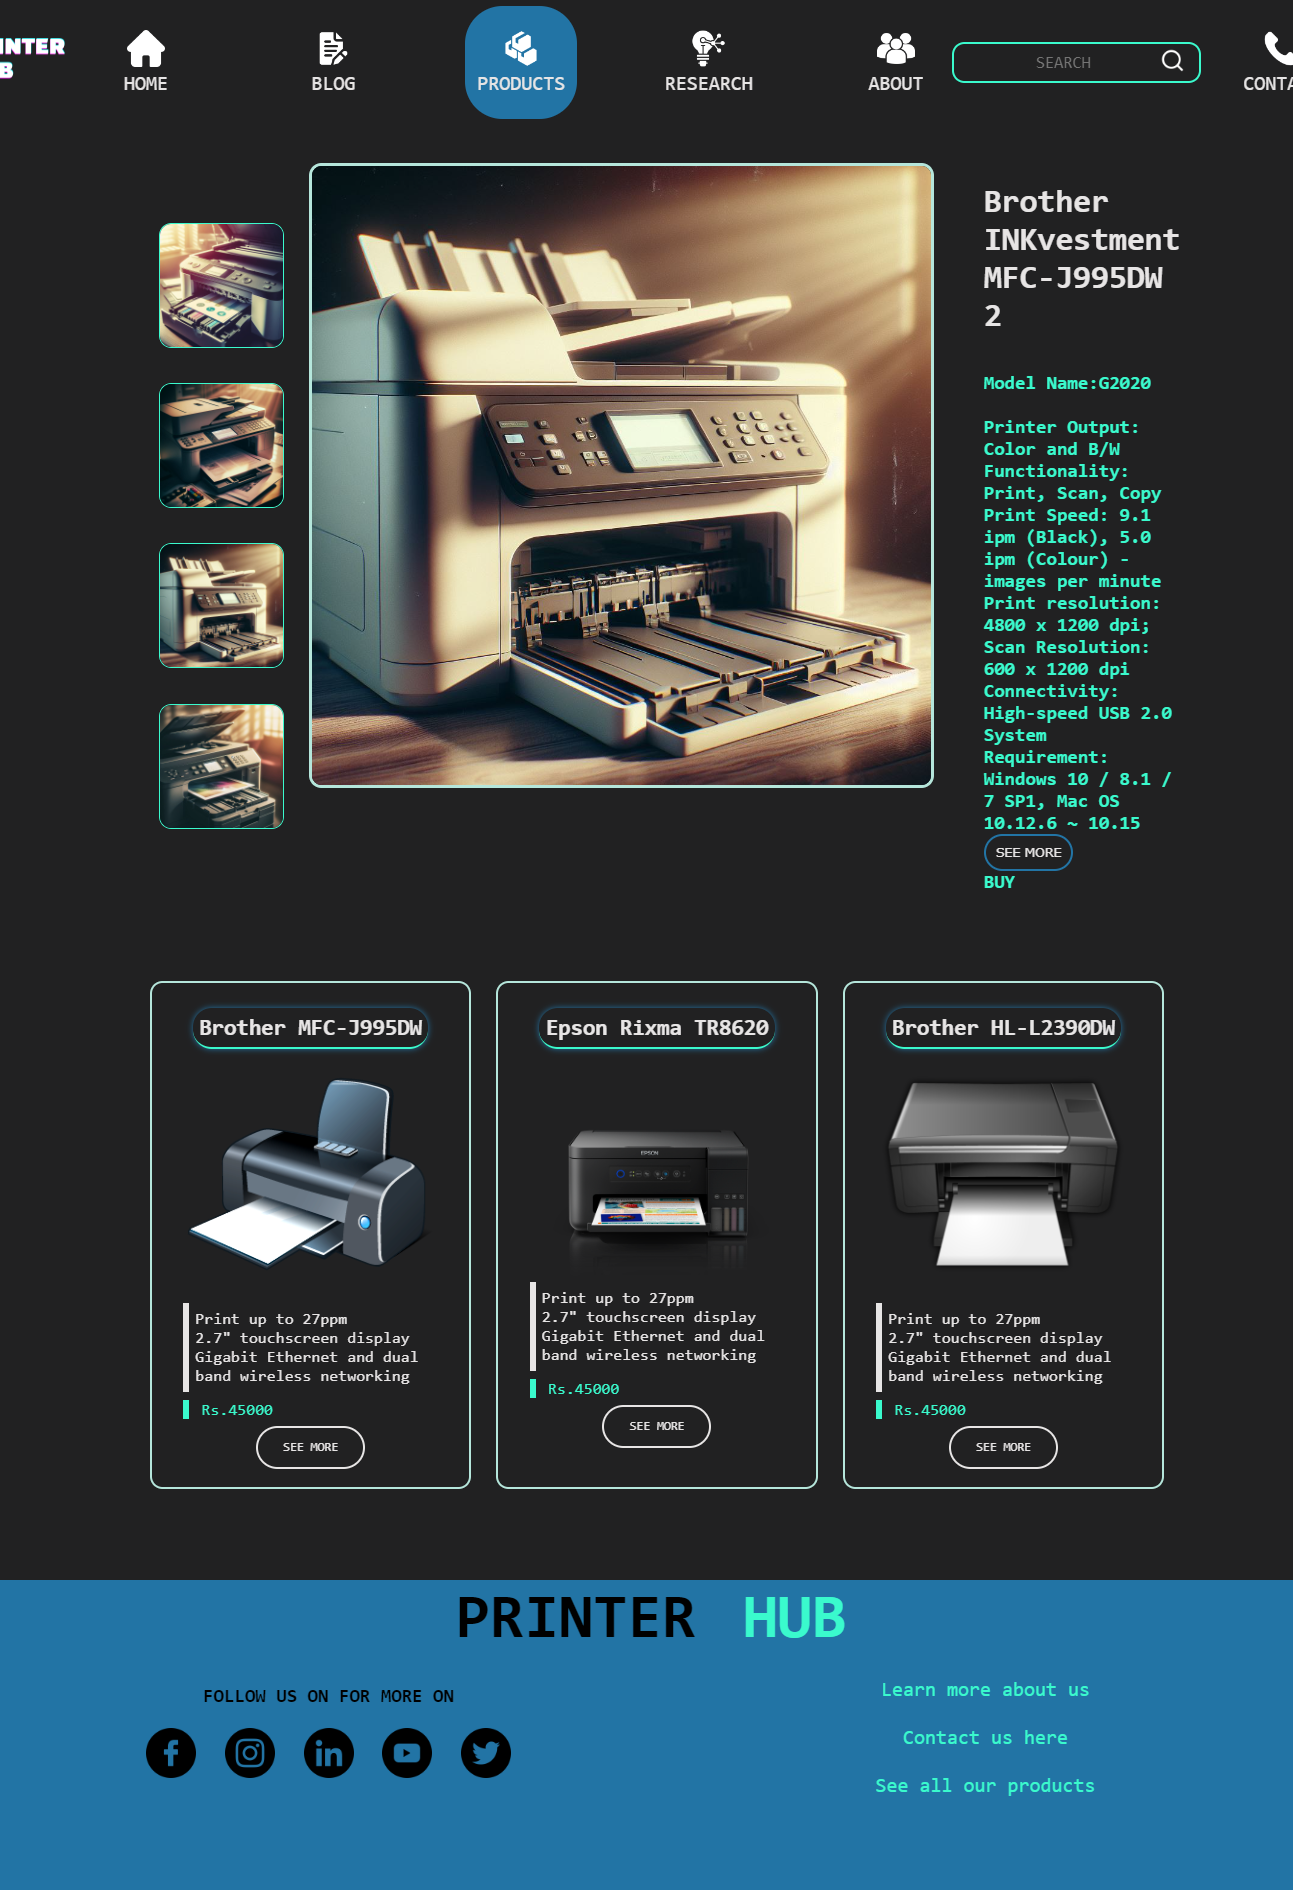 INTER
B
HOME
BLOG
PRODUCTS
RESEARCH
ABOUT
SEARCH
CONTA
Brother
INKvestment
MFC-J995DW
2
Model Name:G2020
Printer Output:
Color and B/W
Functionality:
Print, Scan, Copy
Print Speed: 9.1
ipm (Black), 5.0
ipm (Colour) -
images per minute
Print resolution:
4800 x 1200 dpi;
Scan Resolution:
600 x 1200 dpi
Connectivity:
High-speed USB 2.0
System
Requirement:
Windows 10 / 8.1 /
7 SP1, Mac OS
10.12.6 ~ 10.15
SEE MORE
BUY
Brother MFC-J995DW
Print up to 27ppm
2.7" touchscreen display
Gigabit Ethernet and dual
band wireless networking
Rs.45000
SEE MORE
Epson Rixma TR8620
EPSON
Print up to 27ppm
2.7" touchscreen display
Gigabit Ethernet and dual
band wireless networking
Rs.45000
SEE MORE
Brother HL-L2390DW
Print up to 27ppm
2.7" touchscreen display
Gigabit Ethernet and dual
band wireless networking
Rs.45000
SEE MORE
PRINTER HUB
FOLLOW US ON FOR MORE ON
Learn more about us
Contact us here
See all our products